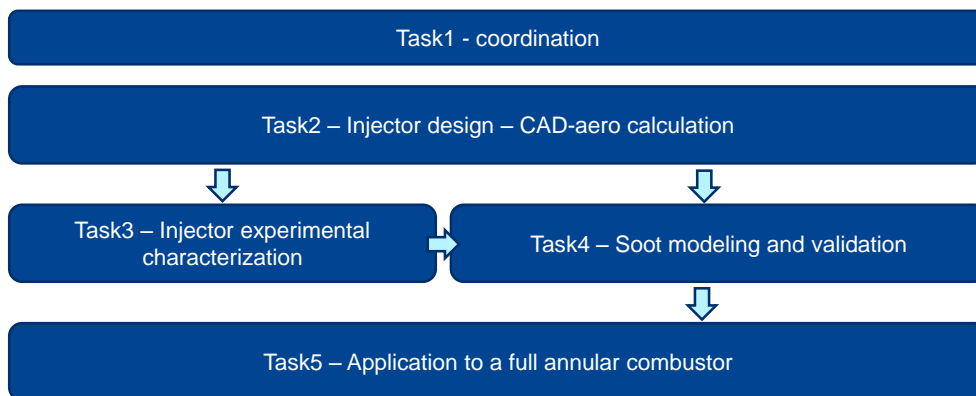 Task1 - coordination
Task2 – Injector design – CAD-aero calculation
Task3 – Injector experimental
characterization
Task4 – Soot modeling and validation
Task5 – Application to a full annular combustor